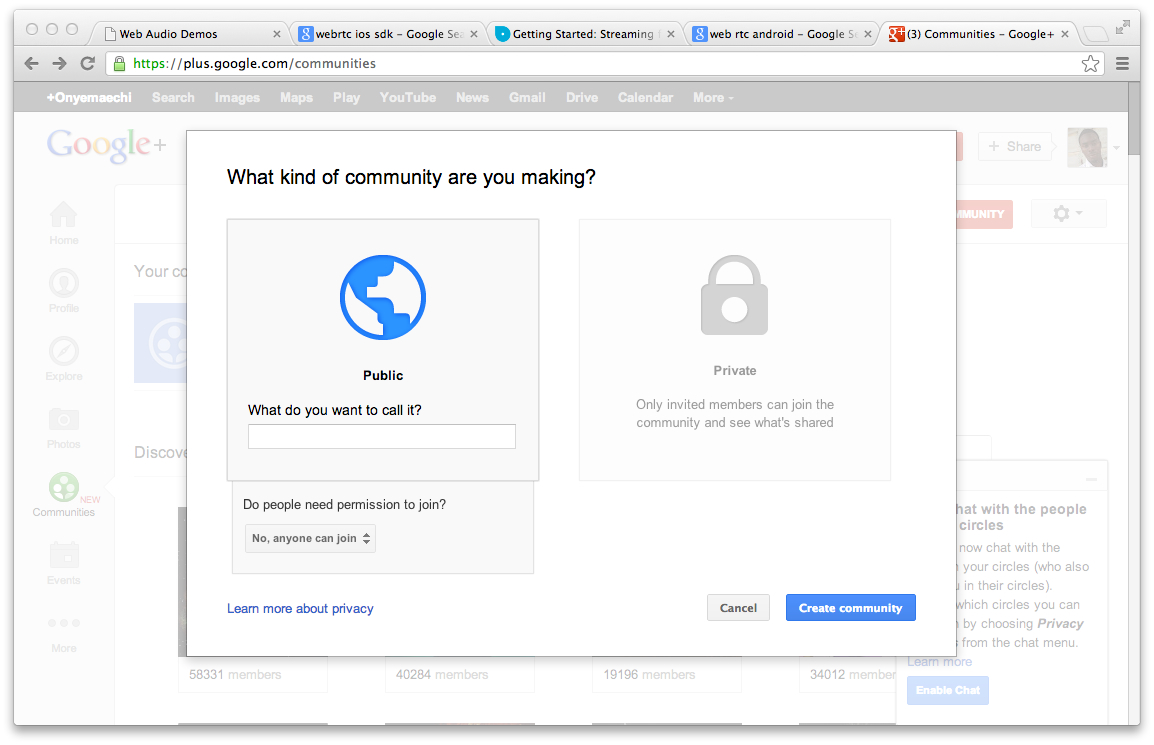 Web Audio Demos
webrtc ios sdk – Google Sea
Getting Started: Streaming
web rtc android – Google Se
(3) Communities – Google+
https://plus.google.com/communities
+Onyemaechi Search Images Maps Play YouTube News Gmail Drive Calendar More
Google+
Share
What kind of community are you making?
MMUNITY
Home
Profile
Explore
Photos
NEW
Communities
Events
More
Your co
Discove
Public
What do you want to call it?
Do people need permission to join?
No, anyone can join
Private
Only invited members can join the
community and see what's shared
Learn more about privacy
Cancel
Create community
hat with the people
circles
now chat with the
n your circles (who also
u in their circles).
which circles you can
n by choosing Privacy
s from the chat menu.
Learn more
Enable Chat
58331 members
40284 members
19196 members
34012 member